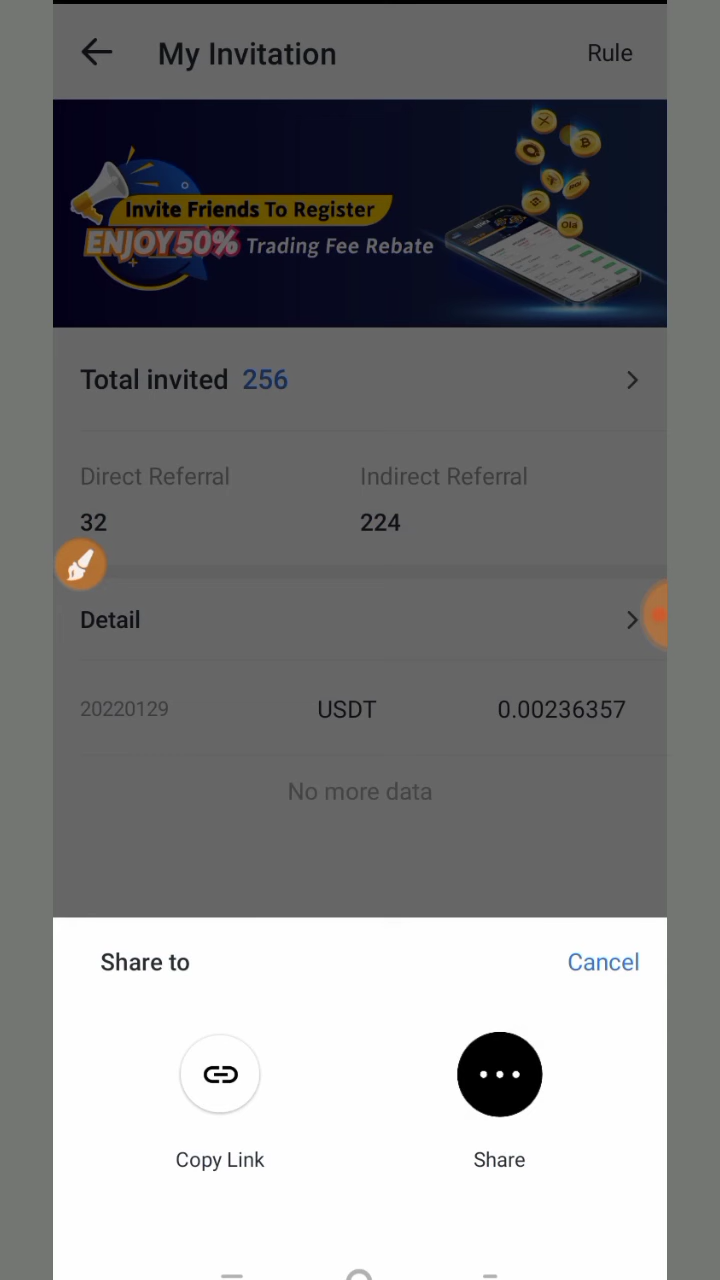 My Invitation
Rule
Invite Friends To Register
ENJOY 50% Trading Fee Rebate
Ola
Total invited 256
Direct Referral Indirect Referral
32 224
Detail
20220129 USDT 0.00236357
No more data
Share to Cancel
Copy Link Share